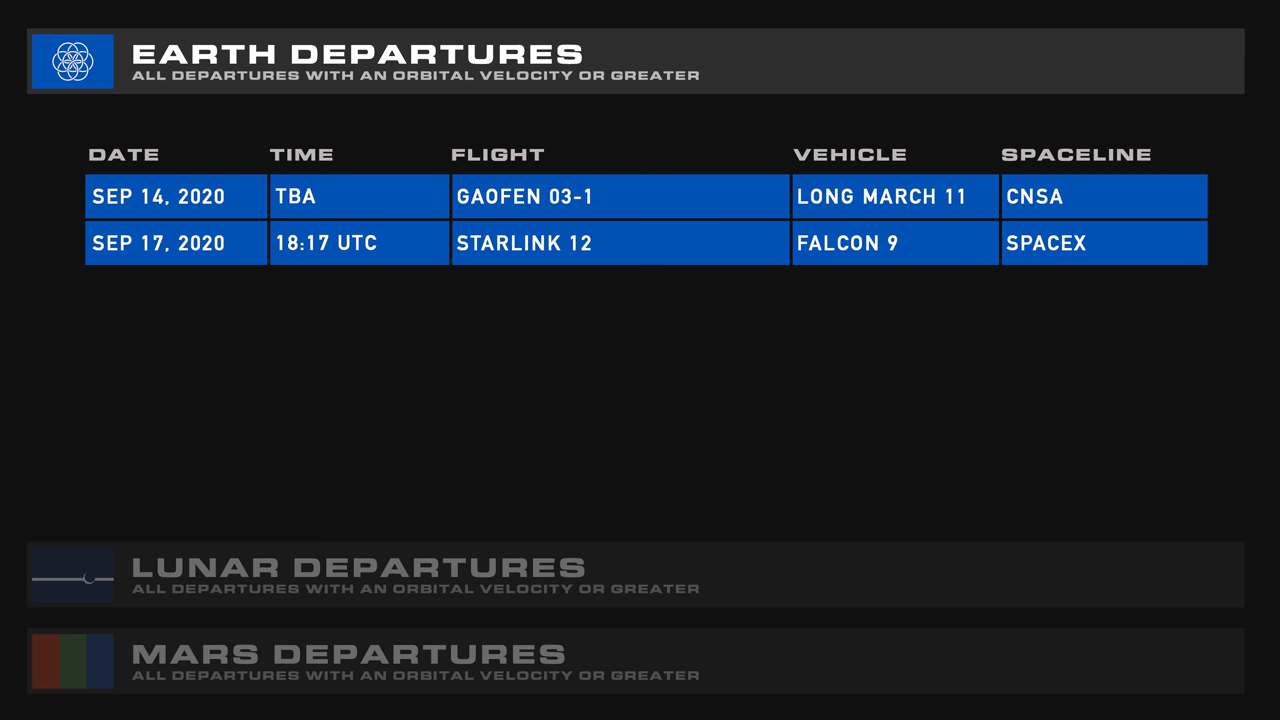 EARTH DEPARTURES
ALL DEPARTURES WITH AN ORBITAL VELOCITY OR GREATER
DATE TIME FLIGHT VEHICLE SPACELINE
SEP 14, 2020 TBA GAOFEN 03-1 LONG MARCH 11 CNSA
SEP 17, 2020 18:17 UTC STARLINK 12 FALCON 9 SPACEX
LUNAR DEPARTURES
ALL DEPARTURES WITH AN ORBITAL VELOCITY OR GREATER
MARS DEPARTURES
ALL DEPARTURES WITH AN ORBITAL VELOCITY OR GREATER